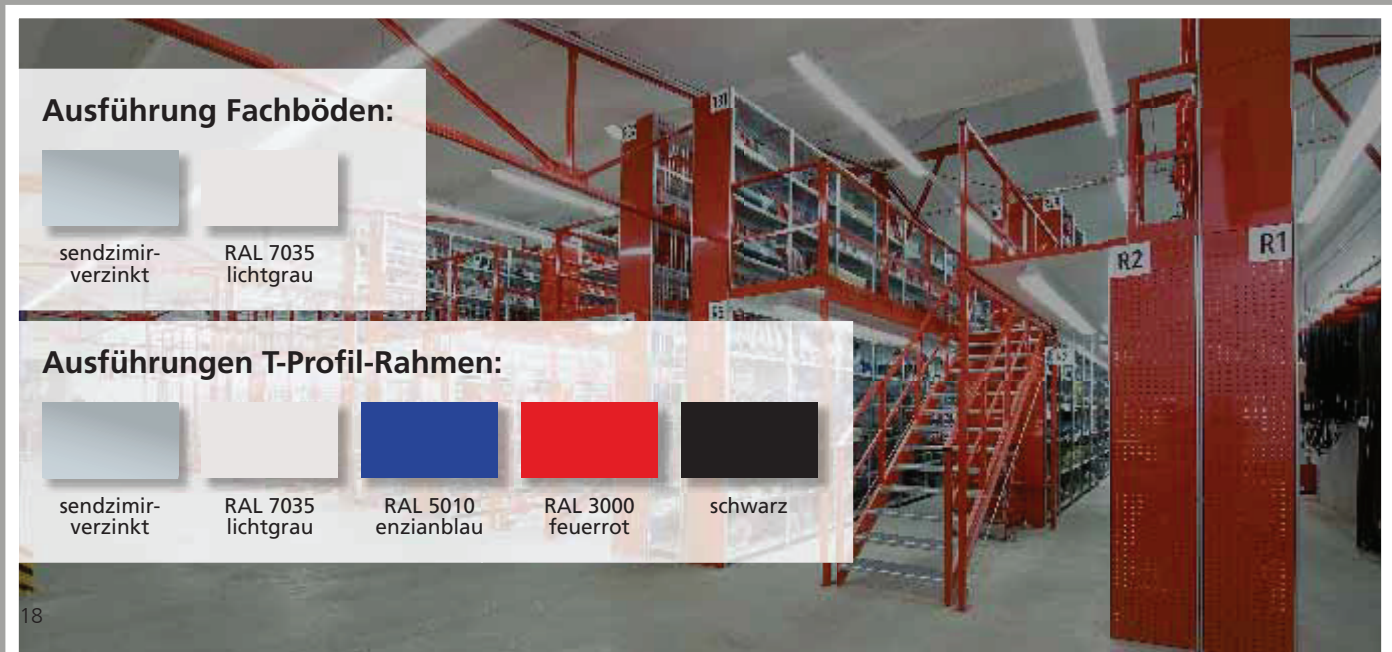 Ausführung Fachböden:
sendzimir-
verzinkt
RAL 7035
lichtgrau
Ausführungen T-Profil-Rahmen:
sendzimir-
verzinkt
RAL 7035
lichtgrau
RAL 5010
enzianblau
RAL 3000
feuerrot
schwarz
R2
R1
18